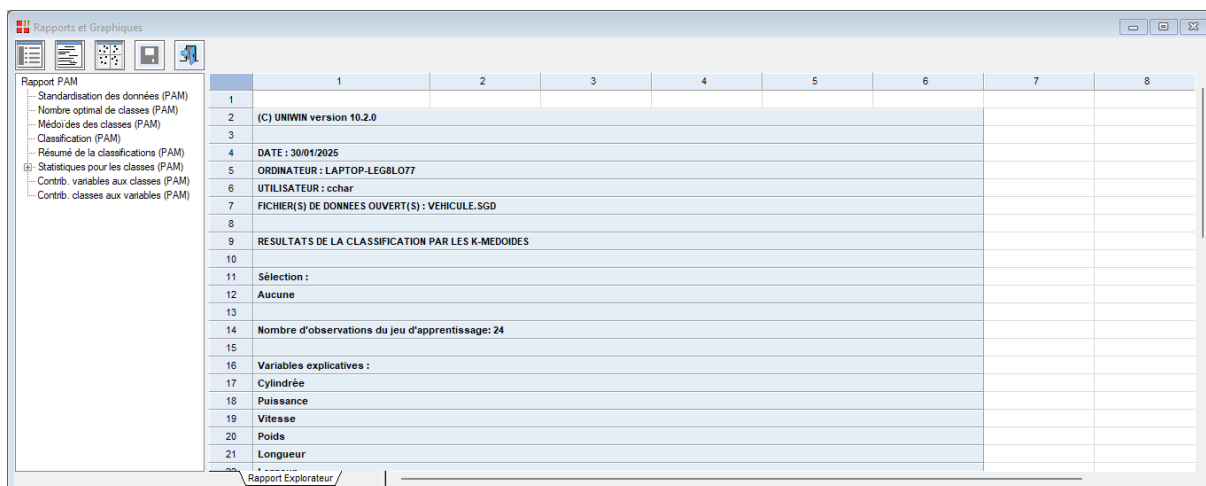 Rapports et Graphiques
Rapport PAM
Standardisation des données (PAM)
Nombre optimal de classes (PAM)
Médoïdes des classes (PAM)
Classification (PAM)
Résumé de la classifications (PAM)
Statistiques pour les classes (PAM)
Contrib. variables aux classes (PAM)
Contrib. classes aux variables (PAM)
1 2 3 4 5 6 7 8
1
2 (C) UNIWIN version 10.2.0
3
4 DATE : 30/01/2025
5 ORDINATEUR : LAPTOP-LEG8LO77
6 UTILISATEUR : cchar
7 FICHIER(S) DE DONNEES OUVERT(S) : VEHICULE.SGD
8
9 RESULTATS DE LA CLASSIFICATION PAR LES K-MEDOIDES
10
11 Sélection :
12 Aucune
13
14 Nombre d'observations du jeu d'apprentissage: 24
15
16 Variables explicatives :
17 Cylindrée
18 Puissance
19 Vitesse
20 Poids
21 Longueur
Rapport Explorateur